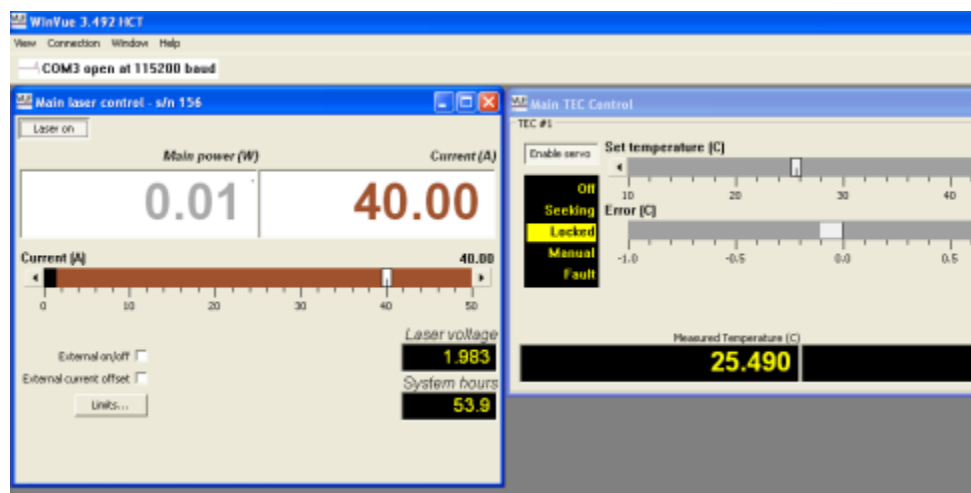 WinVue 3.492 HCT
View Connection Window Help
COM3 open at 115200 baud
Main laser control - s/n 156
Laser on
Main power (W) Current (A)
0.01 40.00
Current (A) 40.00
0 10 20 30 40 50
External on/off
External current offset
Limits...
Laser voltage
1.983
System hours
53.9
Main TEC Control
TEC #1
Enable servo
Off
Seeking
Locked
Manual
Fault
Set temperature (C)
10 20 30 40
Error (C)
-1.0 -0.5 0.0 0.5
Measured Temperature (C)
25.490